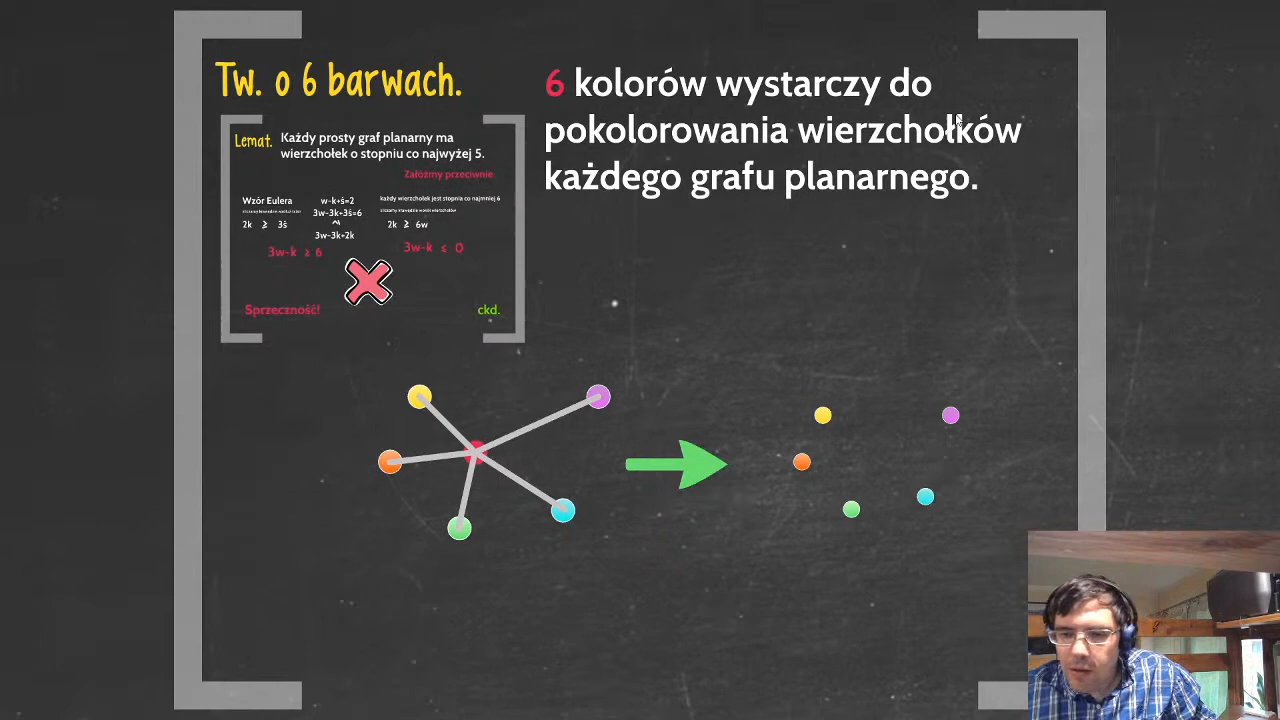 Tw. o 6 barwach.
6 kolorów wystarczy do
pokolorowania wierzchołków
każdego grafu planarnego.
Lemat. Każdy prosty graf planarny ma
wierzchołek o stopniu co najwyżej 5.
Załóżmy przeciwnie
każdy wierzchołek jest stopnia co najmniej 6
Wzór Eulera
w-k+ś=2
3w-3k+3ś=6
2k ≥ 3ś
3w-3k+2k
3w-k ≥ 6
2k ≥ 6w
3w-k ≤ 0
Sprzeczność!
ckd.